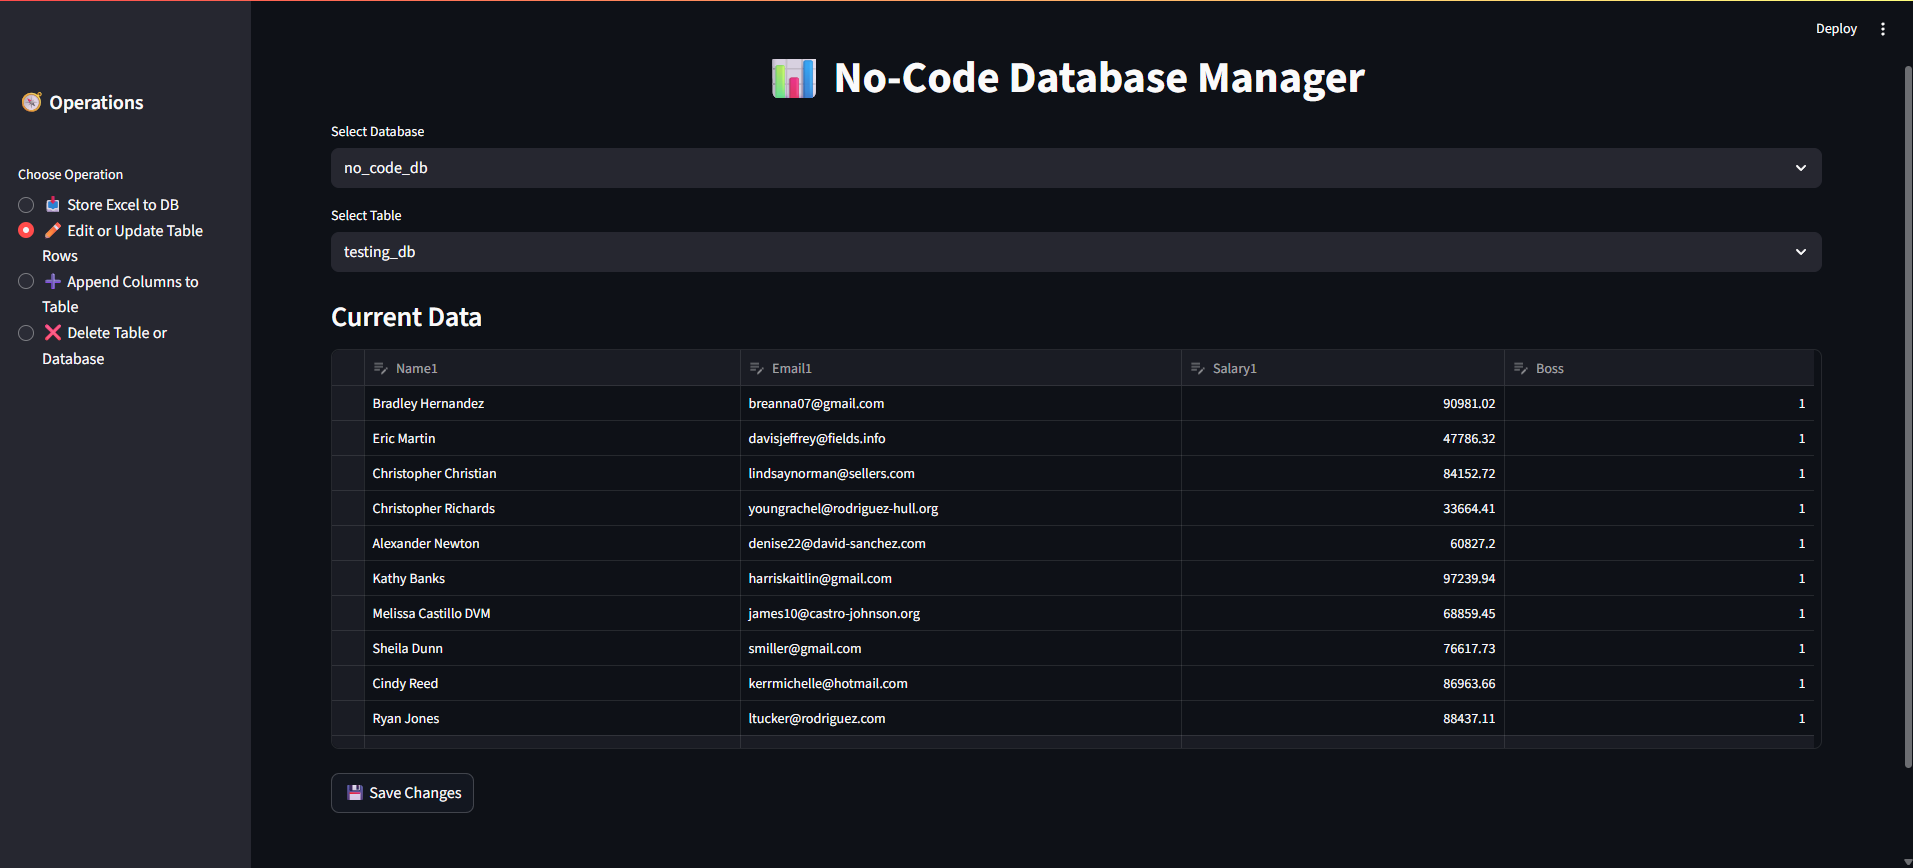 Deploy
Operations
Choose Operation
Store Excel to DB
Edit or Update Table
Rows
Append Columns to
Table
Delete Table or
Database
No-Code Database Manager
Select Database
no_code_db
Select Table
testing_db
Current Data
Name1 Email1 Salary1 Boss
Bradley Hernandez breanna07@gmail.com 90981.02 1
Eric Martin davisjeffrey@fields.info 47786.32 1
Christopher Christian lindsaynorman@sellers.com 84152.72 1
Christopher Richards youngrachel@rodriguez-hull.org 33664.41 1
Alexander Newton denise22@david-sanchez.com 60827.2 1
Kathy Banks harriskaitlin@gmail.com 97239.94 1
Melissa Castillo DVM james10@castro-johnson.org 68859.45 1
Sheila Dunn smiller@gmail.com 76617.73 1
Cindy Reed kerrmichelle@hotmail.com 86963.66 1
Ryan Jones ltucker@rodriguez.com 88437.11 1
Save Changes